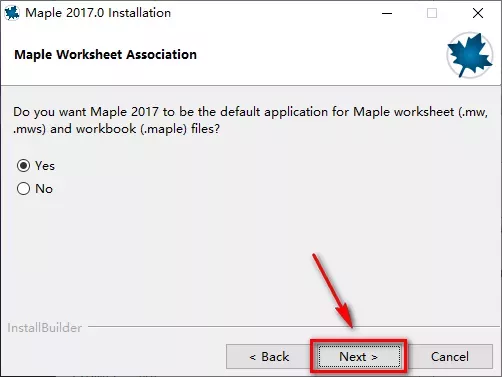 Maple 2017.0 Installation
Maple Worksheet Association
Do you want Maple 2017 to be the default application for Maple worksheet (.mw,
.mws) and workbook (.maple) files?
Yes
No
InstallBuilder
< Back
Next >
Cancel